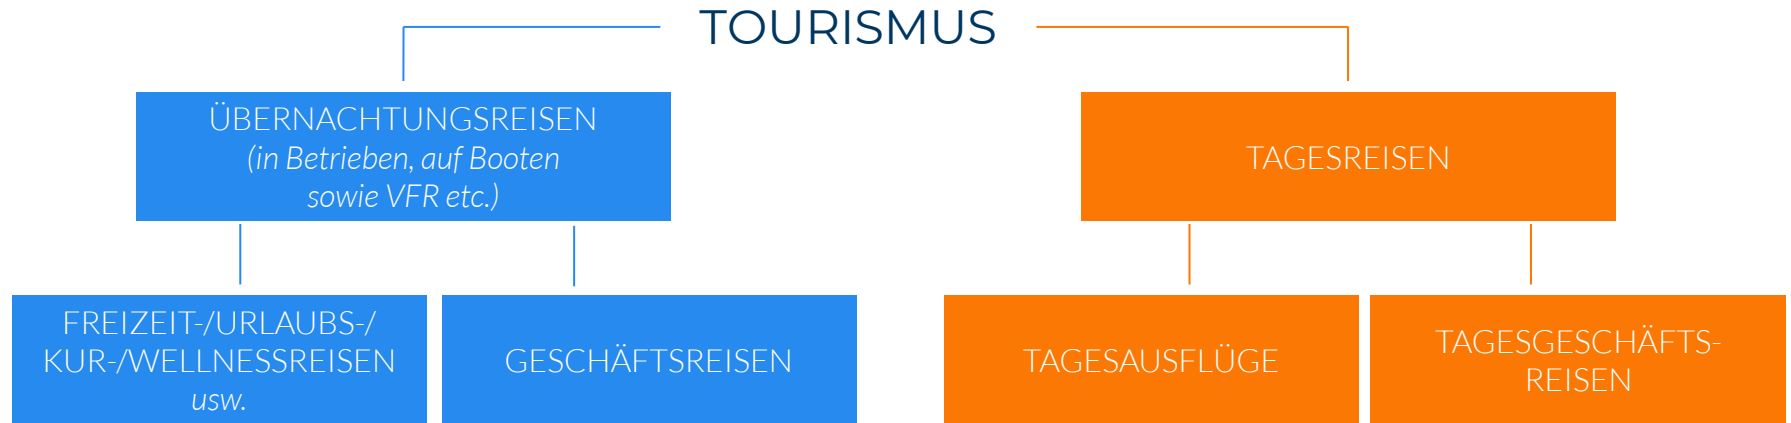 TOURISMUS
ÜBERNACHTUNGSREISEN
(in Betrieben, auf Booten
sowie VFR etc.)
TAGESREISEN
FREIZEIT-/URLAUBS-/
KUR-/WELLNESSREISEN
usw.
GESCHÄFTSREISEN
TAGESAUSFLÜGE
TAGESGESCHÄFTS-
REISEN